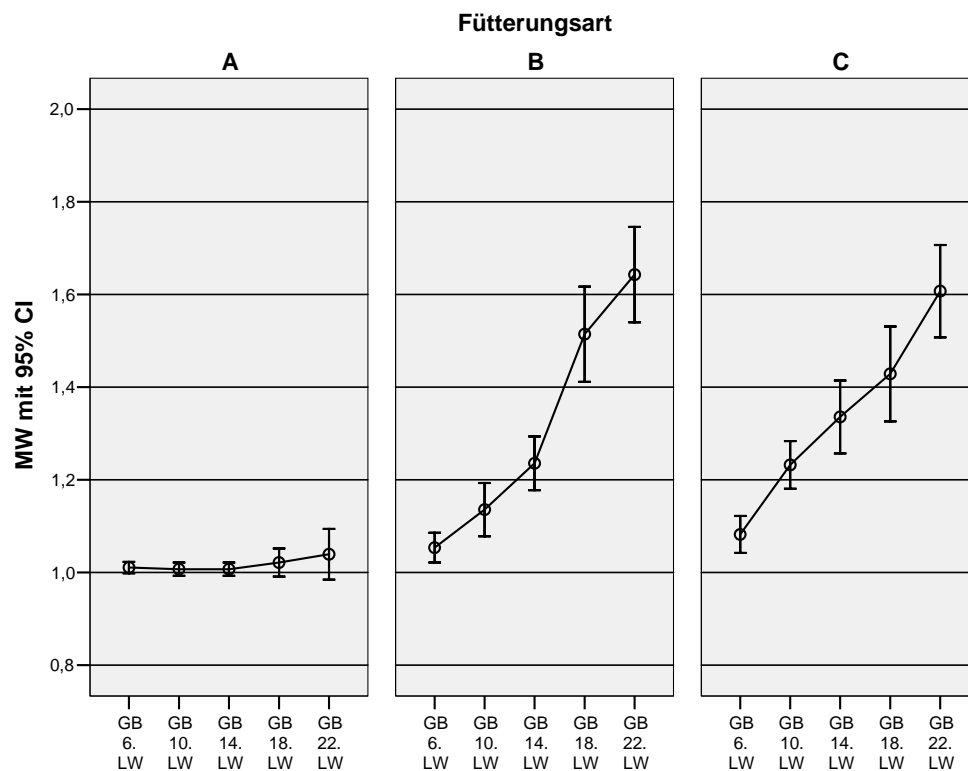 Fütterungsart
A B C
MW mit 95% CI
2,0
1,8
1,6
1,4
1,2
1,0
0,8
GB GB GB GB GB GB GB GB GB GB GB GB GB GB GB
6. 10. 14. 18. 22. 6. 10. 14. 18. 22. 6. 10. 14. 18. 22.
LW LW LW LW LW LW LW LW LW LW LW LW LW LW LW